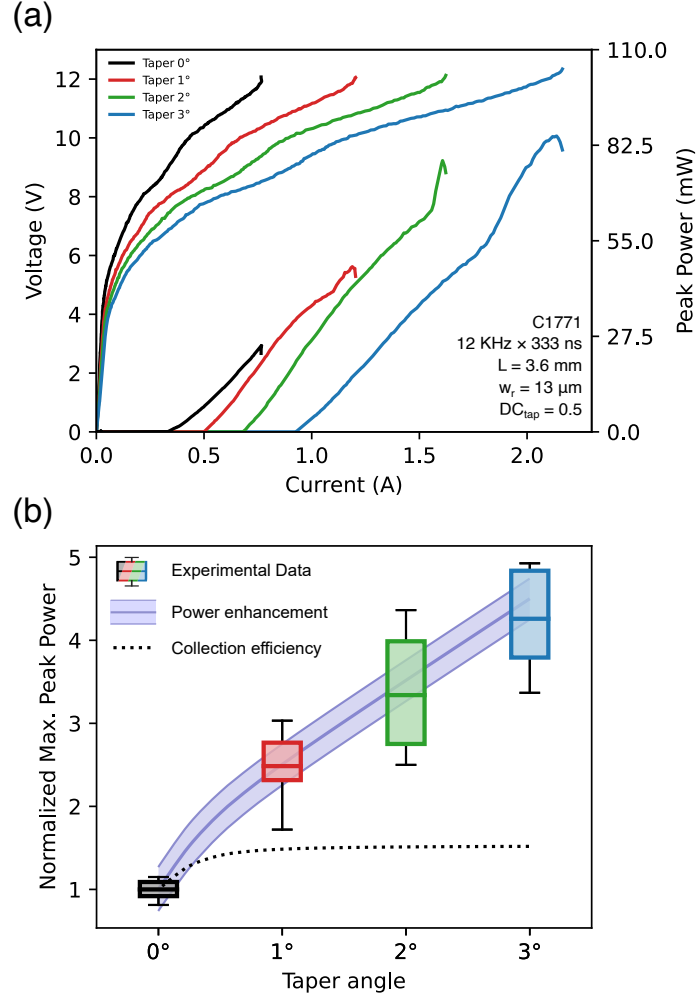 (a)
12
10
8
6
4
2
0
Voltage (V)
Taper 0°
Taper 1°
Taper 2°
Taper 3°
110.0
82.5
55.0
27.5
0.0
Peak Power (mW)
C1771
12 KHz × 333 ns
L = 3.6 mm
w_r = 13 μm
DC_tap = 0.5
0.0
0.5
1.0
1.5
2.0
Current (A)
(b)
5
4
3
2
1
Normalized Max. Peak Power
Experimental Data
Power enhancement
Collection efficiency
0°
1°
2°
3°
Taper angle